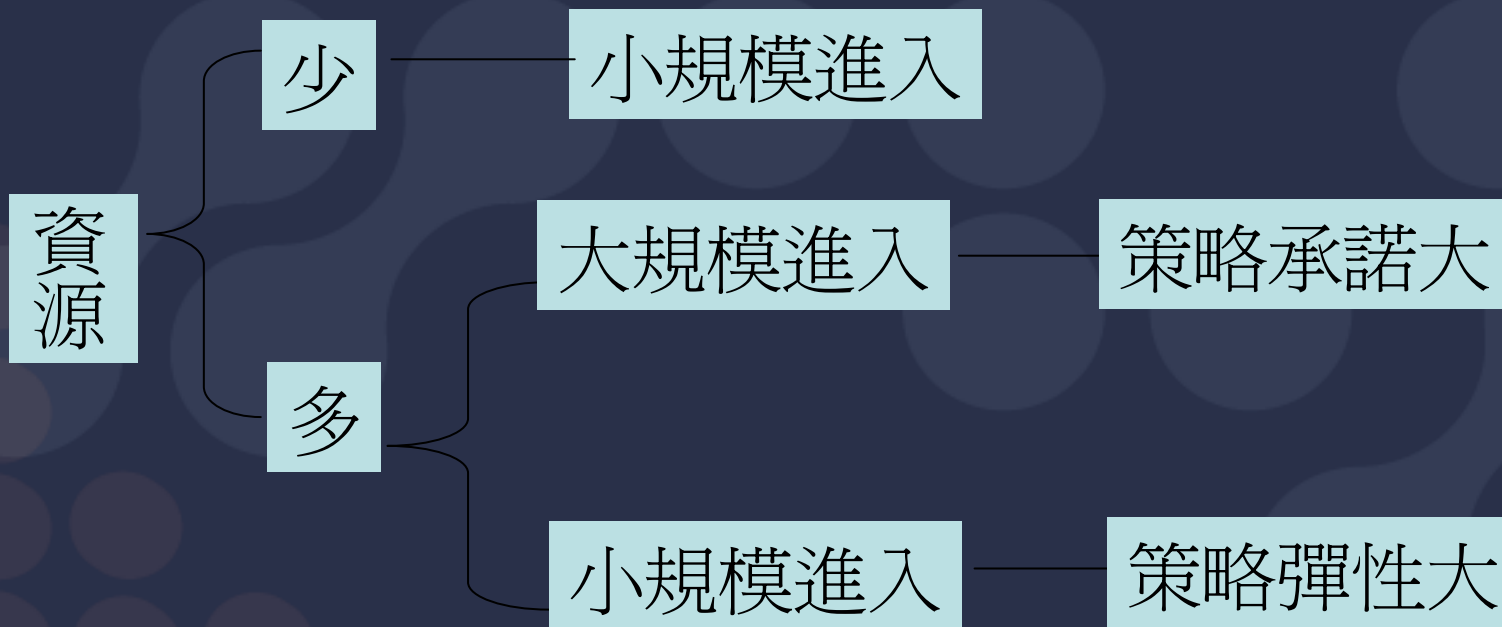 資源
少
小規模進入
多
大規模進入
策略承諾大
小規模進入
策略彈性大